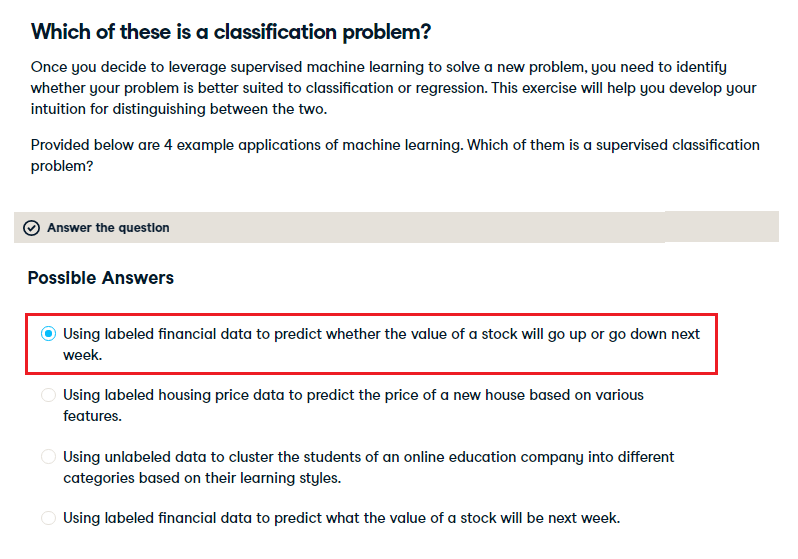 Which of these is a classification problem?
Once you decide to leverage supervised machine learning to solve a new problem, you need to identify
whether your problem is better suited to classification or regression. This exercise will help you develop your
intuition for distinguishing between the two.
Provided below are 4 example applications of machine learning. Which of them is a supervised classification
problem?
Answer the question
Possible Answers
Using labeled financial data to predict whether the value of a stock will go up or go down next
week.
Using labeled housing price data to predict the price of a new house based on various
features.
Using unlabeled data to cluster the students of an online education company into different
categories based on their learning styles.
Using labeled financial data to predict what the value of a stock will be next week.